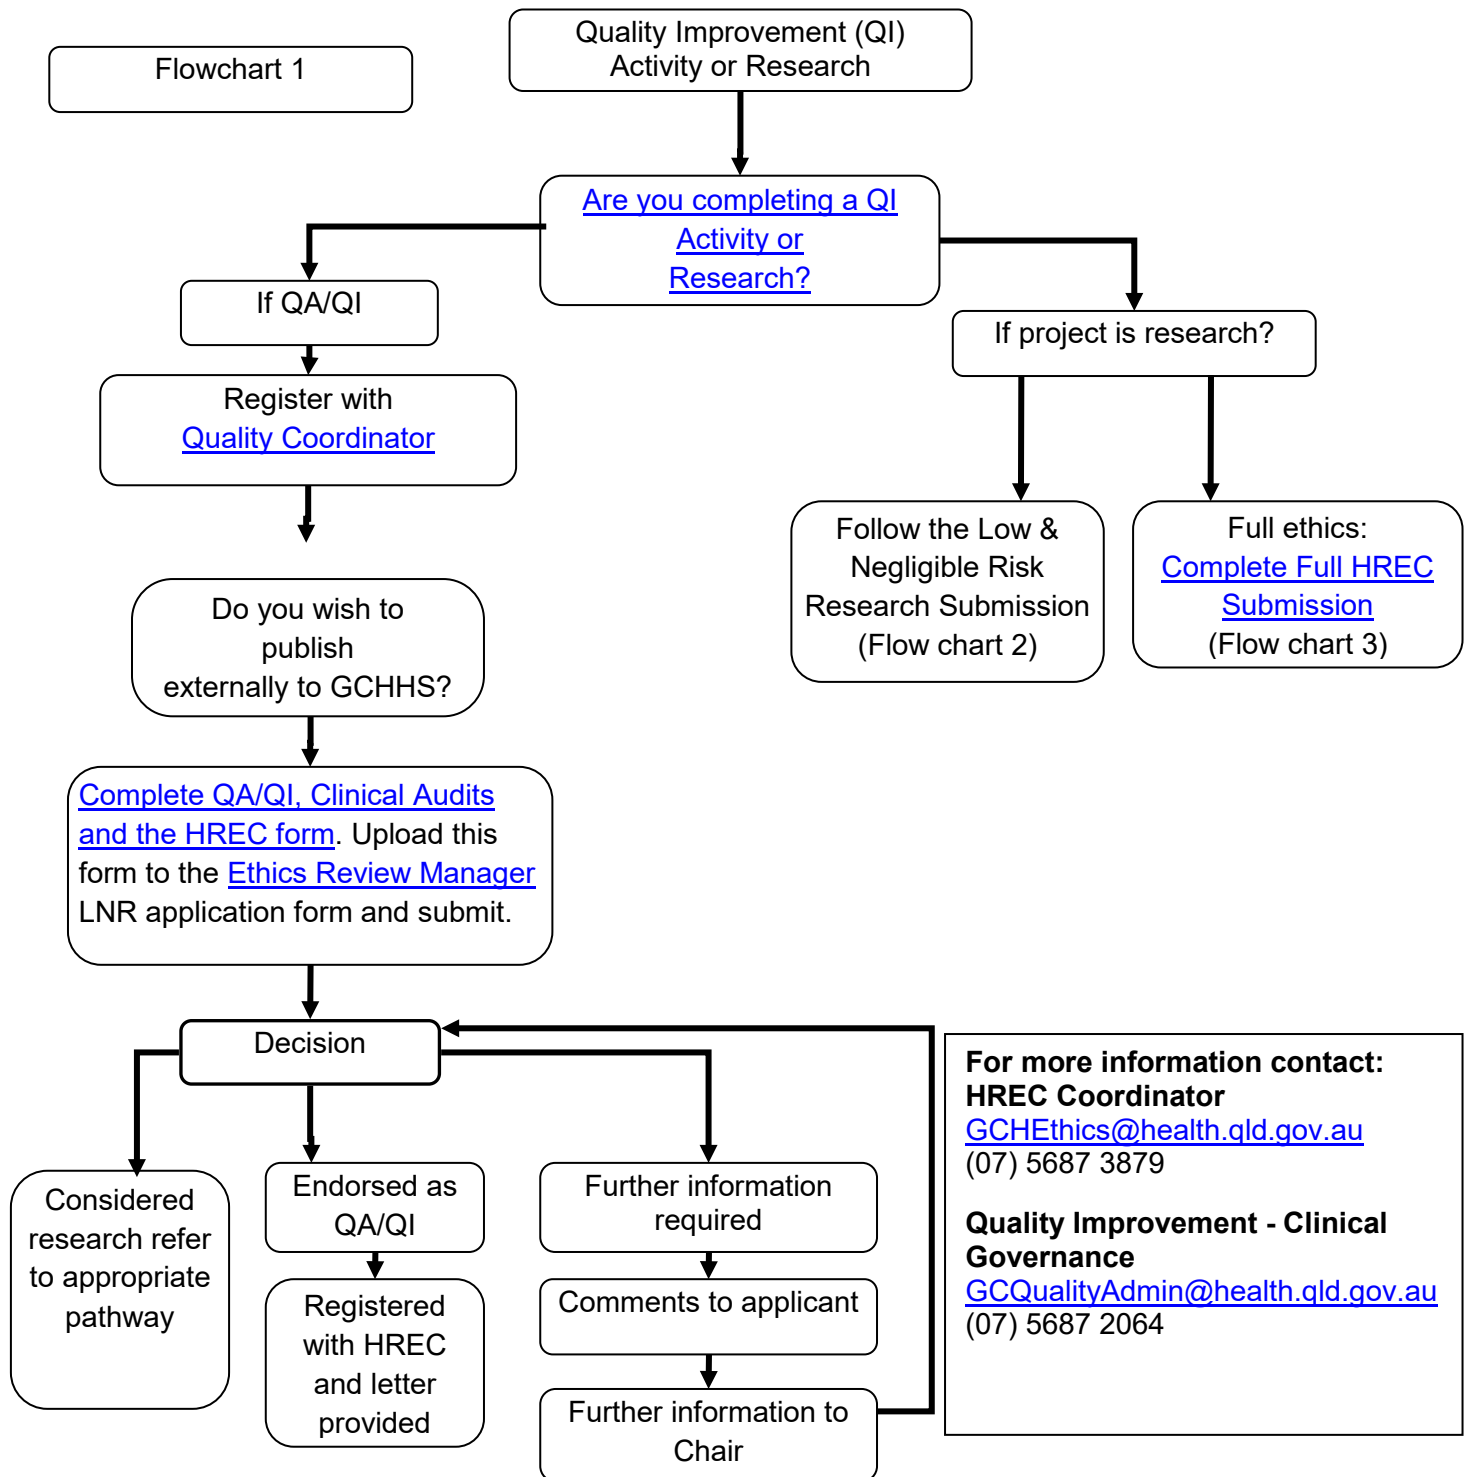 Flowchart 1
Quality Improvement (QI)
Activity or Research
Are you completing a QI
Activity or
Research?
If QA/QI
If project is research?
Register with
Quality Coordinator
Follow the Low &
Negligible Risk
Research Submission
(Flow chart 2)
Full ethics:
Complete Full HREC
Submission
(Flow chart 3)
Do you wish to
publish
externally to GCHHS?
Complete QA/QI, Clinical Audits
and the HREC form. Upload this
form to the Ethics Review Manager
LNR application form and submit.
Decision
Considered
research refer
to appropriate
pathway
Endorsed as
QA/QI
Registered
with HREC
and letter
provided
Further information
required
Comments to applicant
Further information to
Chair
For more information contact:
HREC Coordinator
GCHEthics@health.qld.gov.au
(07) 5687 3879
Quality Improvement - Clinical
Governance
GCQualityAdmin@health.qld.gov.au
(07) 5687 2064